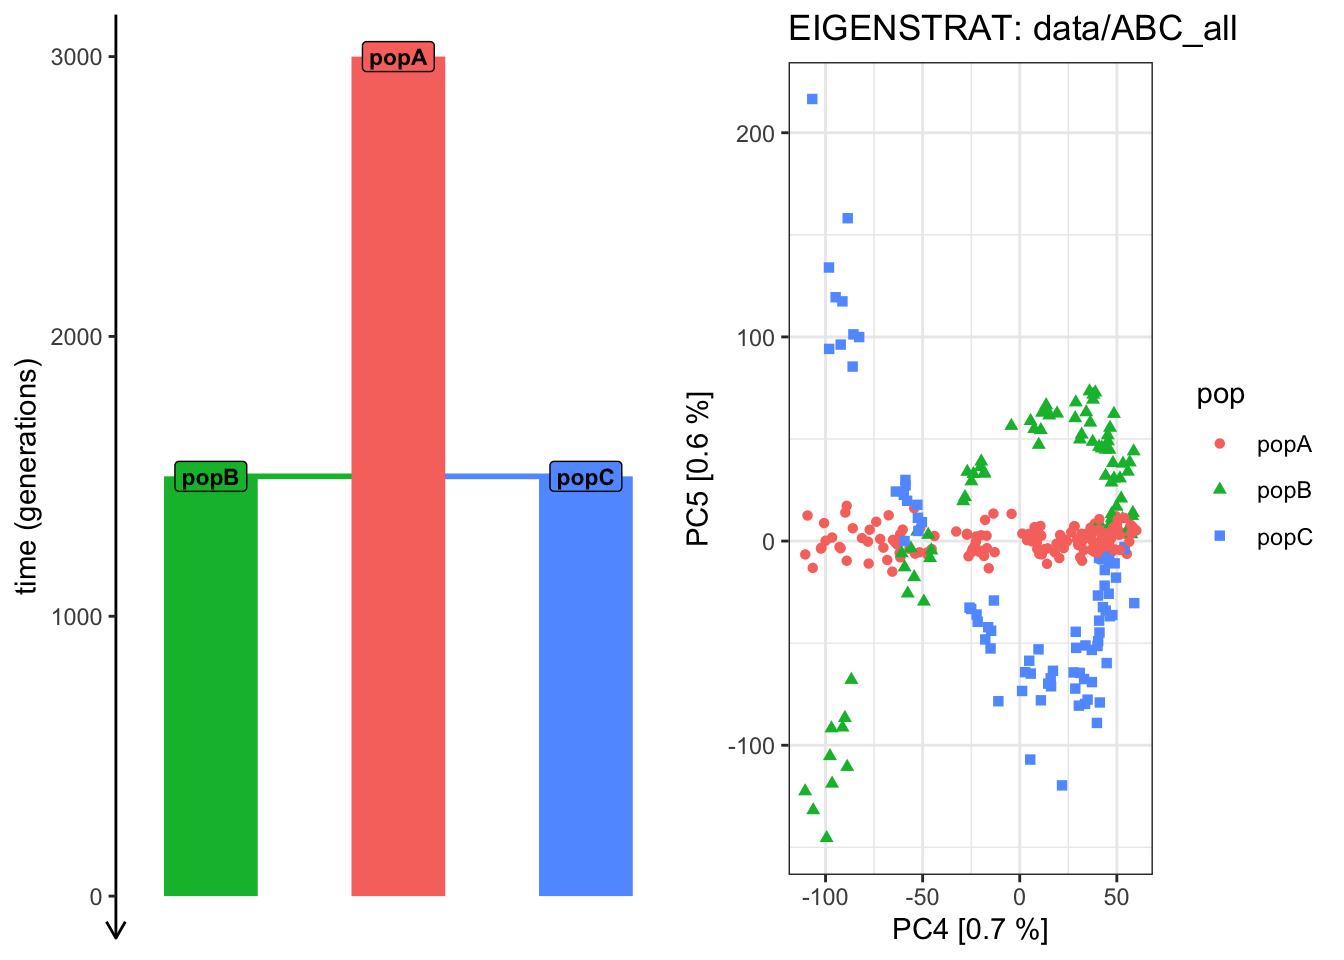 time (generations)
3000
2000
1000
0
popA
popB
popC
EIGENSTRAT: data/ABC_all
PC5 [0.6 %]
200
100
0
-100
-100 -50 0 50
PC4 [0.7 %]
pop
popA
popB
popC